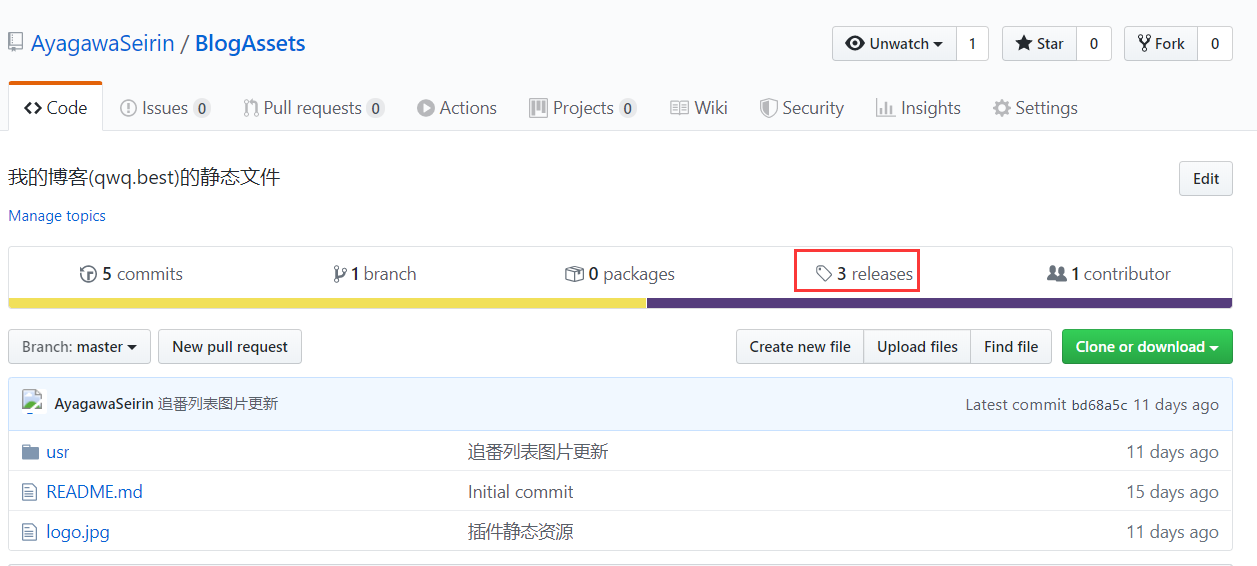 AyagawaSeirin / BlogAssets
Unwatch 1 Star 0 Fork 0
Code Issues 0 Pull requests 0 Actions Projects 0 Wiki Security Insights Settings
我的博客(qwq.best)的静态文件 Edit
Manage topics
5 commits 1 branch 0 packages 3 releases 1 contributor
Branch: master New pull request Create new file Upload files Find file Clone or download
AyagawaSeirin 追番列表图片更新 Latest commit bd68a5c 11 days ago
usr 追番列表图片更新 11 days ago
README.md Initial commit 15 days ago
logo.jpg 插件静态资源 11 days ago